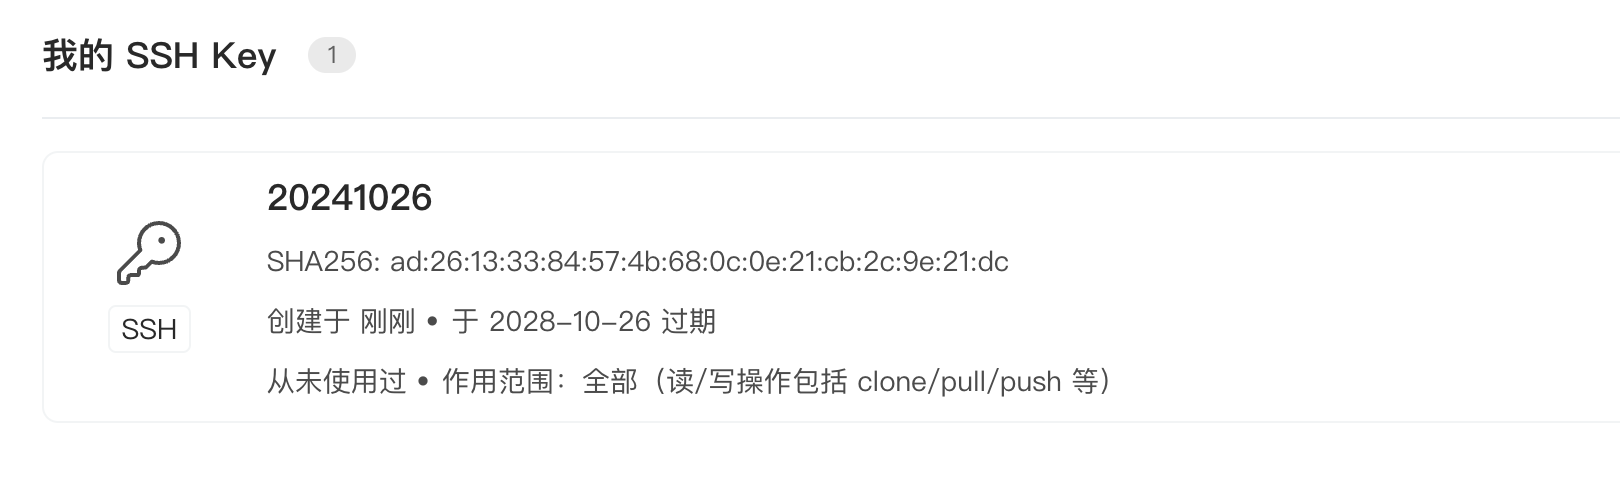 我的 SSH Key 1
20241026
SHA256: ad:26:13:33:84:57:4b:68:0c:0e:21:cb:2c:9e:21:dc
创建于 刚刚 • 于 2028-10-26 过期
SSH
从未使用过 • 作用范围：全部（读/写操作包括 clone/pull/push 等）